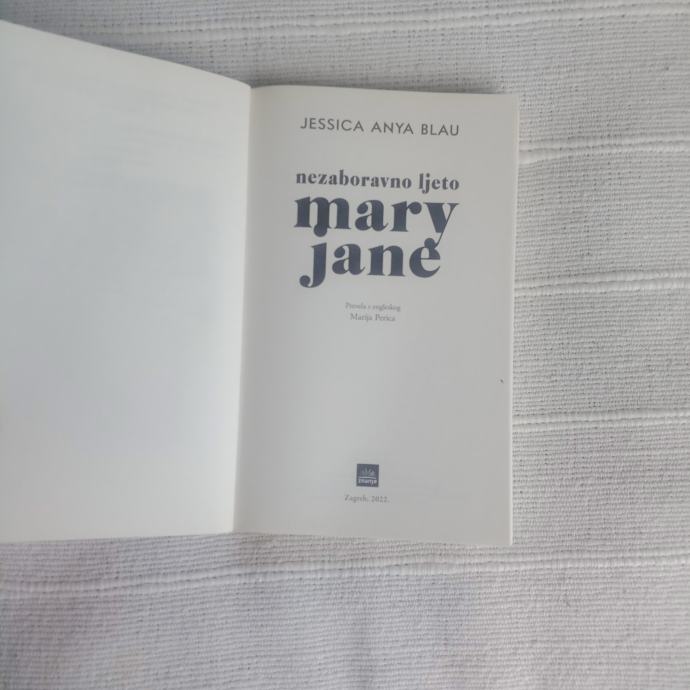 JESSICA ANYA BLAU
nezaboravno ljeto
mary
jane
Prevela s engleskog
Marija Perica
znanje
Zagreb, 2022.